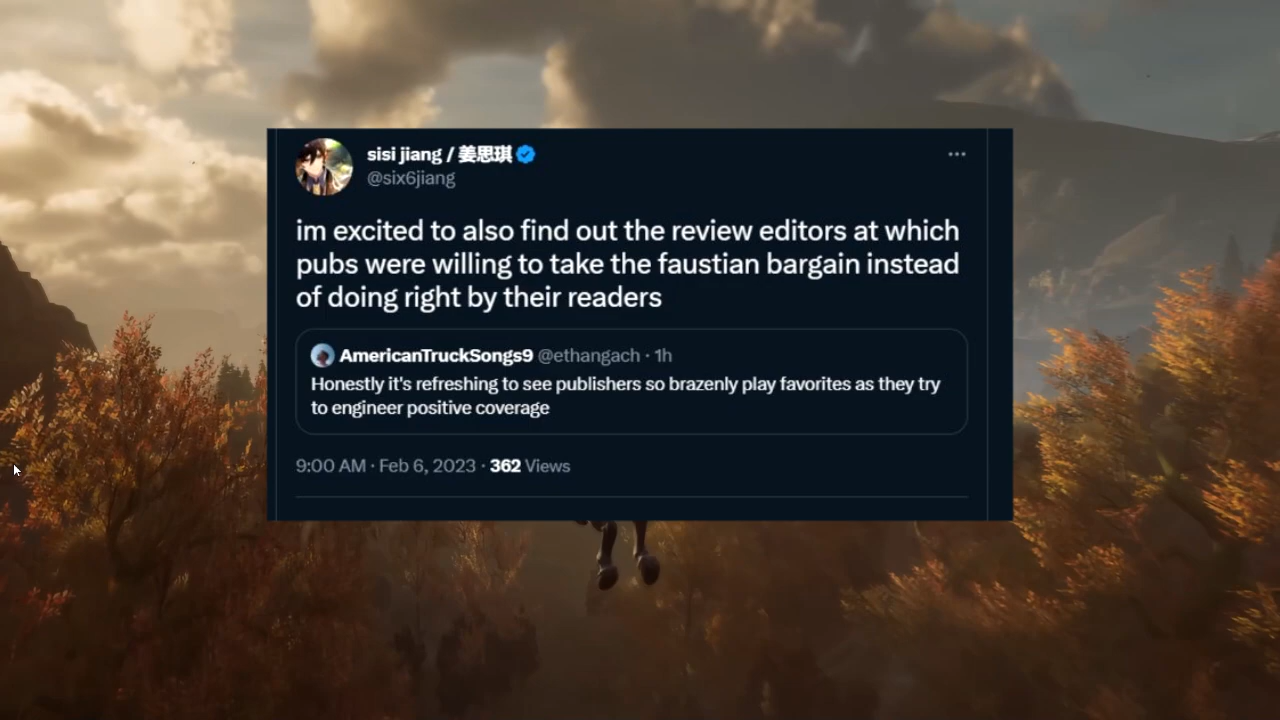 sisi jiang / 姜思琪
@six6jiang
im excited to also find out the review editors at which
pubs were willing to take the faustian bargain instead
of doing right by their readers
AmericanTruckSongs9 @ethangach · 1h
Honestly it's refreshing to see publishers so brazenly play favorites as they try
to engineer positive coverage
9:00 AM · Feb 6, 2023 · 362 Views